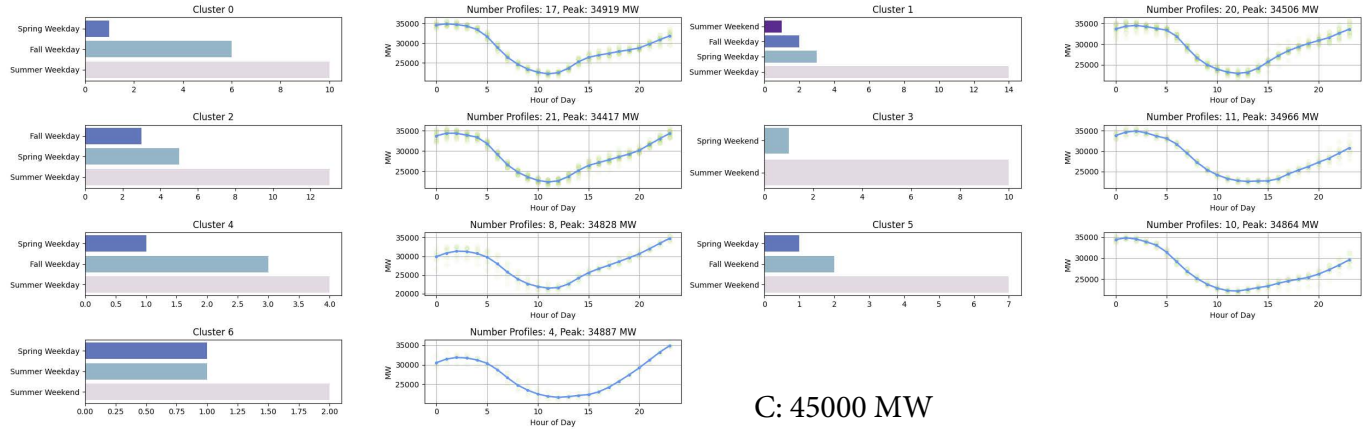 Cluster 0
Spring Weekday
Fall Weekday
Summer Weekday
0 2 4 6 8 10
Number Profiles: 17, Peak: 34919 MW
MW
35000
30000
25000
0 5 10 15 20
Hour of Day
Cluster 1
Summer Weekend
Fall Weekday
Spring Weekday
Summer Weekday
0 2 4 6 8 10 12 14
Number Profiles: 20, Peak: 34506 MW
MW
35000
30000
25000
0 5 10 15 20
Hour of Day
Cluster 2
Fall Weekday
Spring Weekday
Summer Weekday
0 2 4 6 8 10 12
Number Profiles: 21, Peak: 34417 MW
MW
35000
30000
25000
0 5 10 15 20
Hour of Day
Cluster 3
Spring Weekend
Summer Weekend
0 2 4 6 8 10
Number Profiles: 11, Peak: 34966 MW
MW
35000
30000
25000
0 5 10 15 20
Hour of Day
Cluster 4
Spring Weekday
Fall Weekday
Summer Weekday
0.0 0.5 1.0 1.5 2.0 2.5 3.0 3.5 4.0
Number Profiles: 8, Peak: 34828 MW
MW
35000
30000
25000
20000
0 5 10 15 20
Hour of Day
Cluster 5
Spring Weekday
Fall Weekend
Summer Weekend
0 1 2 3 4 5 6 7
Number Profiles: 10, Peak: 34864 MW
MW
35000
30000
25000
0 5 10 15 20
Hour of Day
Cluster 6
Spring Weekday
Summer Weekday
Summer Weekend
0.00 0.25 0.50 0.75 1.00 1.25 1.50 1.75 2.00
Number Profiles: 4, Peak: 34887 MW
MW
35000
30000
25000
0 5 10 15 20
Hour of Day
C: 45000 MW